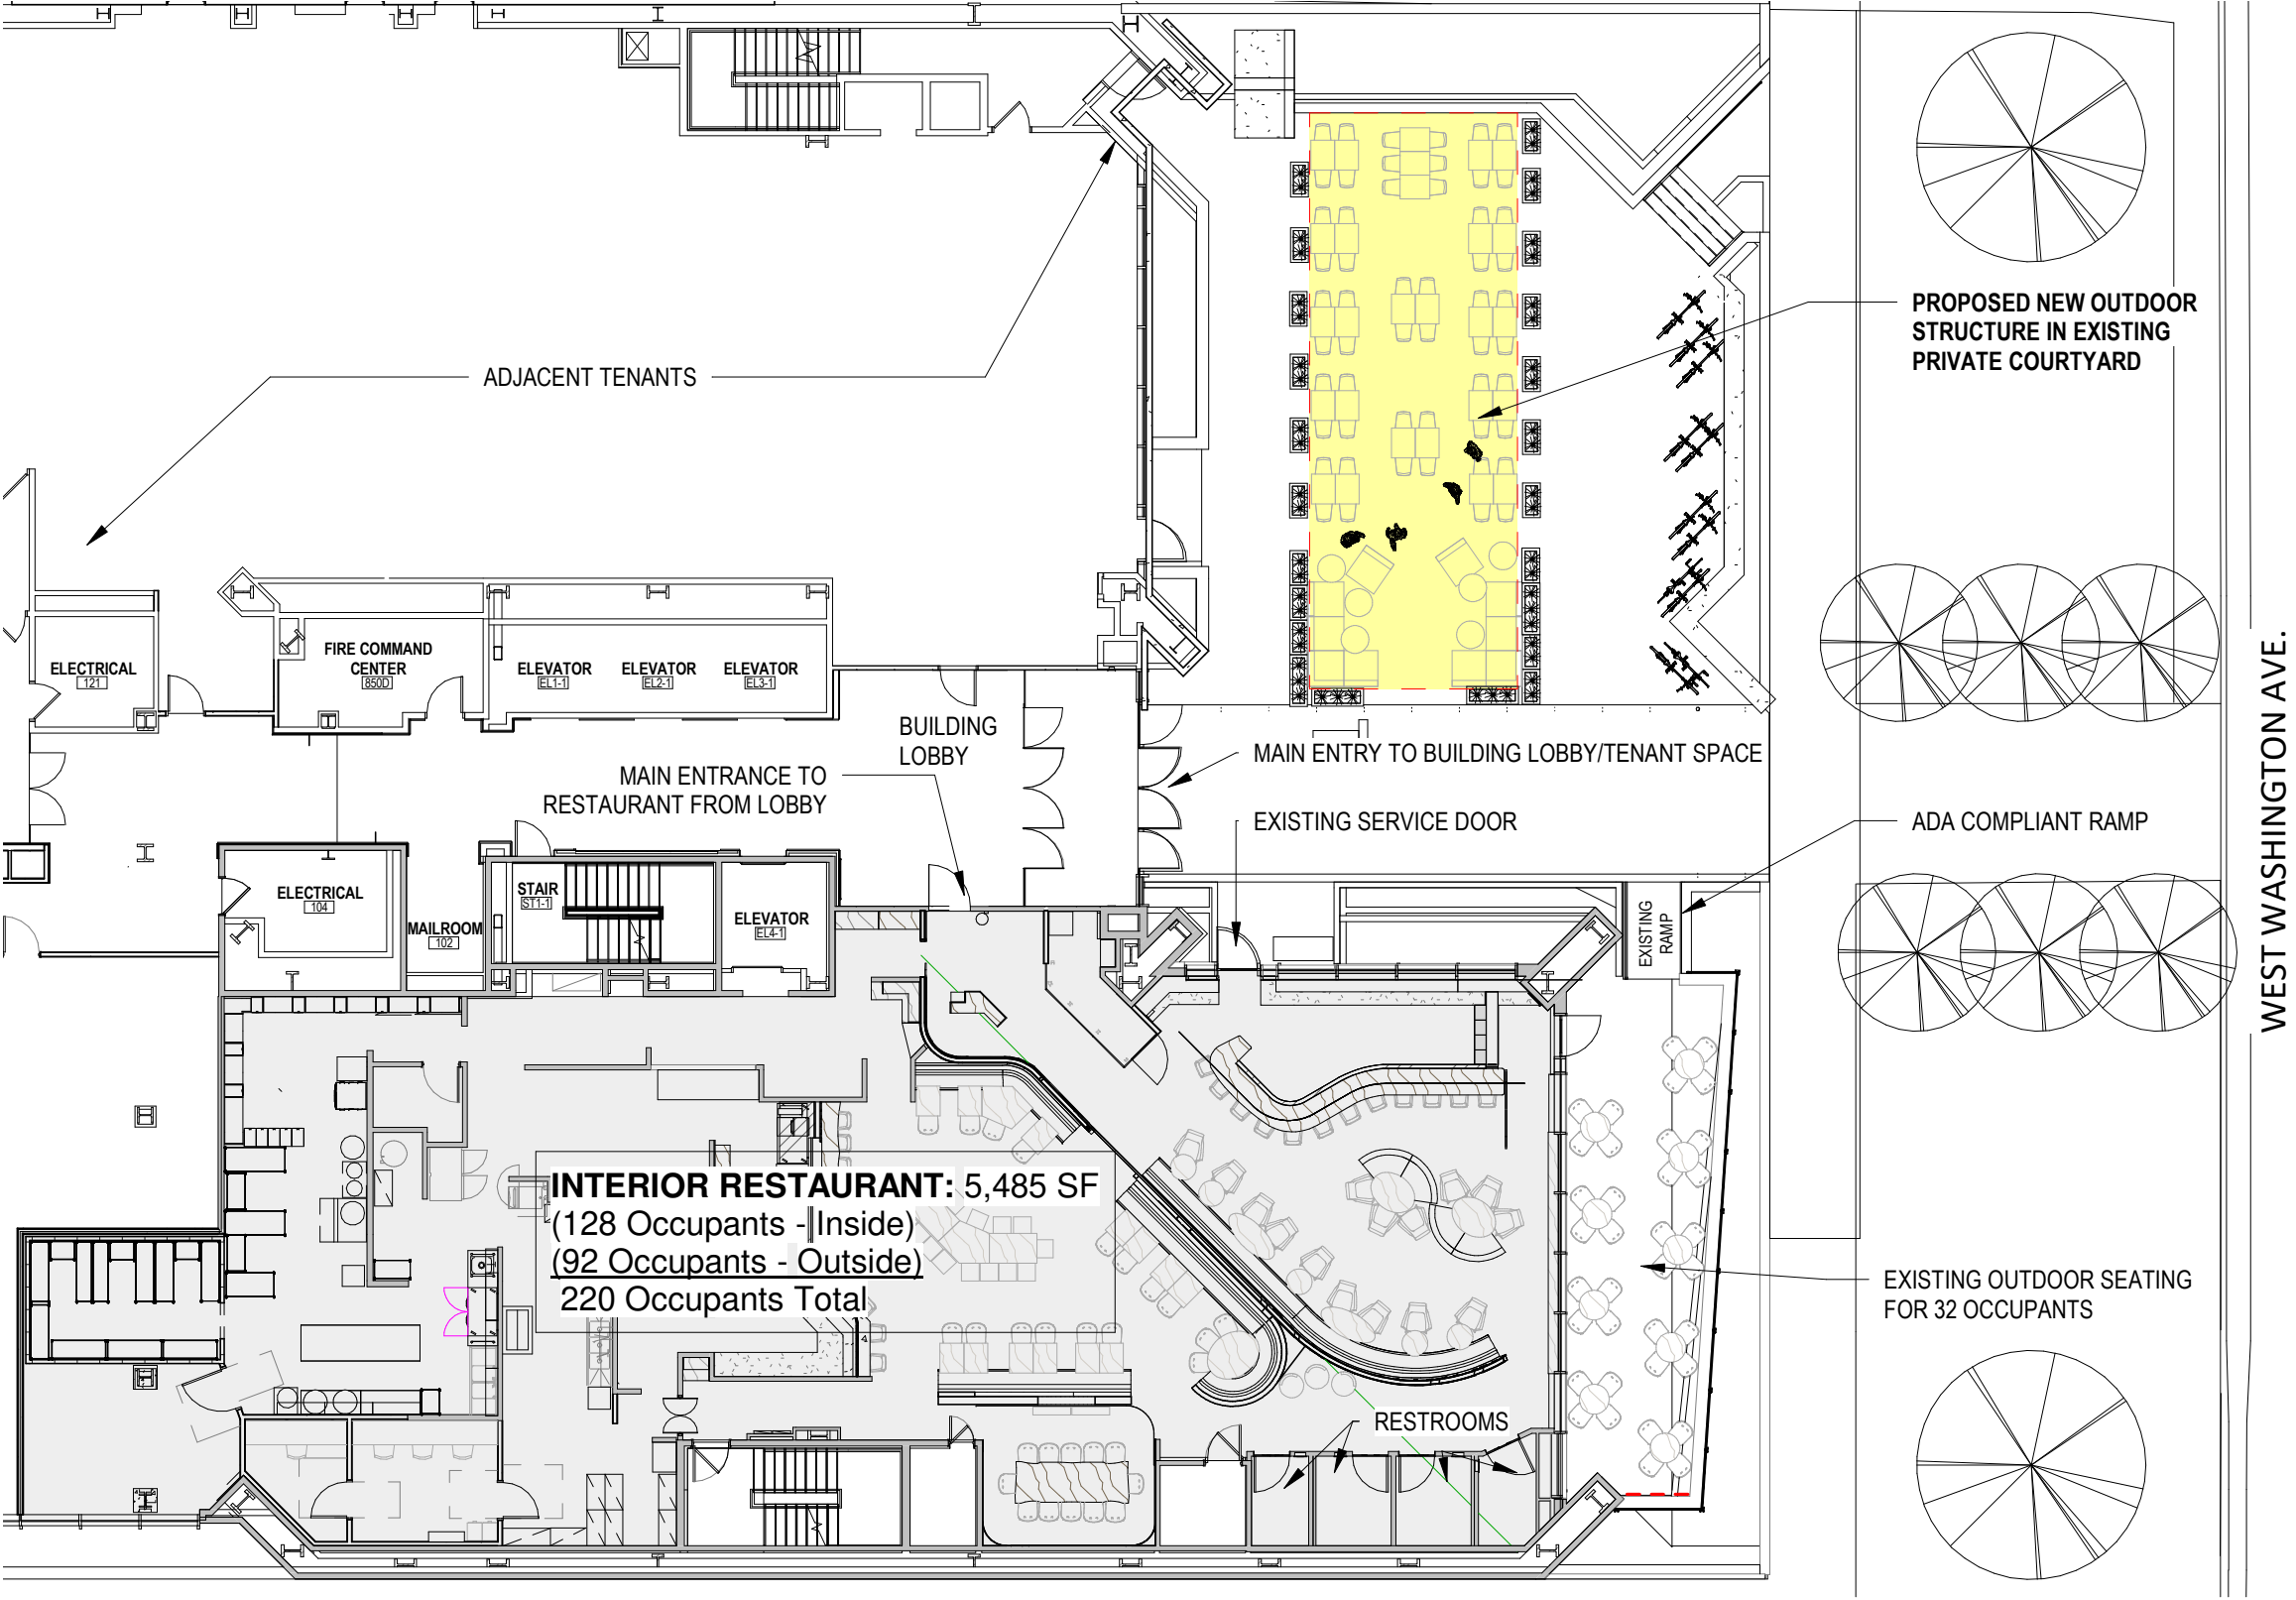 PROPOSED NEW OUTDOOR
STRUCTURE IN EXISTING
PRIVATE COURTYARD
ADJACENT TENANTS
ELECTRICAL
121
FIRE COMMAND
CENTER
850D
ELEVATOR
EL1-1
ELEVATOR
EL2-1
ELEVATOR
EL3-1
BUILDING
LOBBY
MAIN ENTRANCE TO
RESTAURANT FROM LOBBY
MAIN ENTRY TO BUILDING LOBBY/TENANT SPACE
EXISTING SERVICE DOOR
ADA COMPLIANT RAMP
WEST WASHINGTON AVE.
ELECTRICAL
104
MAILROOM
102
STAIR
ST1-1
ELEVATOR
EL4-1
EXISTING
RAMP
INTERIOR RESTAURANT: 5,485 SF
(128 Occupants - Inside)
(92 Occupants - Outside)
220 Occupants Total
EXISTING OUTDOOR SEATING
FOR 32 OCCUPANTS
RESTROOMS